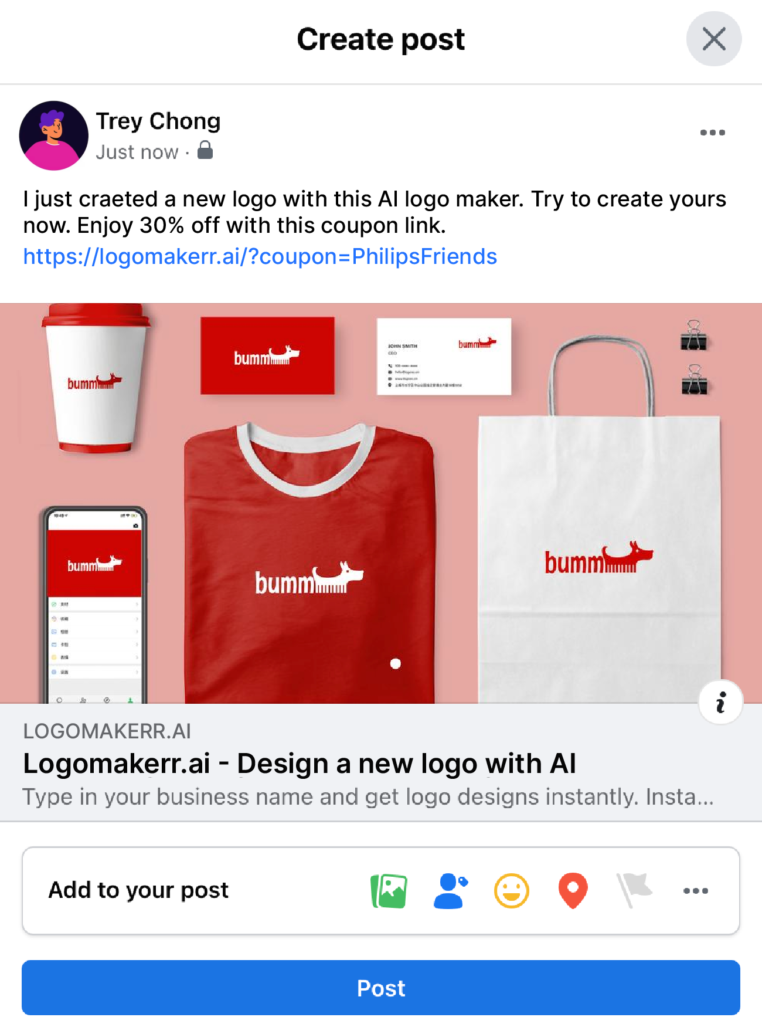 Create post
Trey Chong
Just now ·
I just craeted a new logo with this AI logo maker. Try to create yours
now. Enjoy 30% off with this coupon link.
https://logomakerr.ai/?coupon=PhilipsFriends
bumm
bumm
JOHN SMITH
CEO
bumm
bumm
bumm
bumm
LOGOMAKERR.AI
Logomakerr.ai - Design a new logo with AI
Type in your business name and get logo designs instantly. Insta...
Add to your post
Post